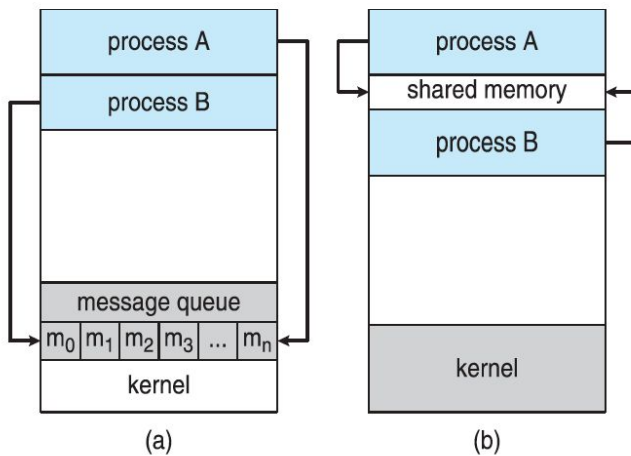 process A
process B
message queue
m0 m1 m2 m3 ... mn
kernel
(a)
process A
shared memory
process B
kernel
(b)